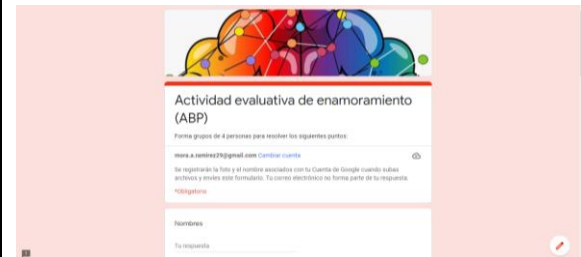 Actividad evaluativa de enamoramiento
(ABP)
Forma grupos de 4 personas para resolver los siguientes puntos:
mora.a.ramirez29@gmail.com Cambiar cuenta
Se registrarán la foto y el nombre asociados con tu Cuenta de Google cuando subas
archivos y envíes este formulario. Tu correo electrónico no forma parte de tu respuesta.
*Obligatorio
Nombres
Tu respuesta